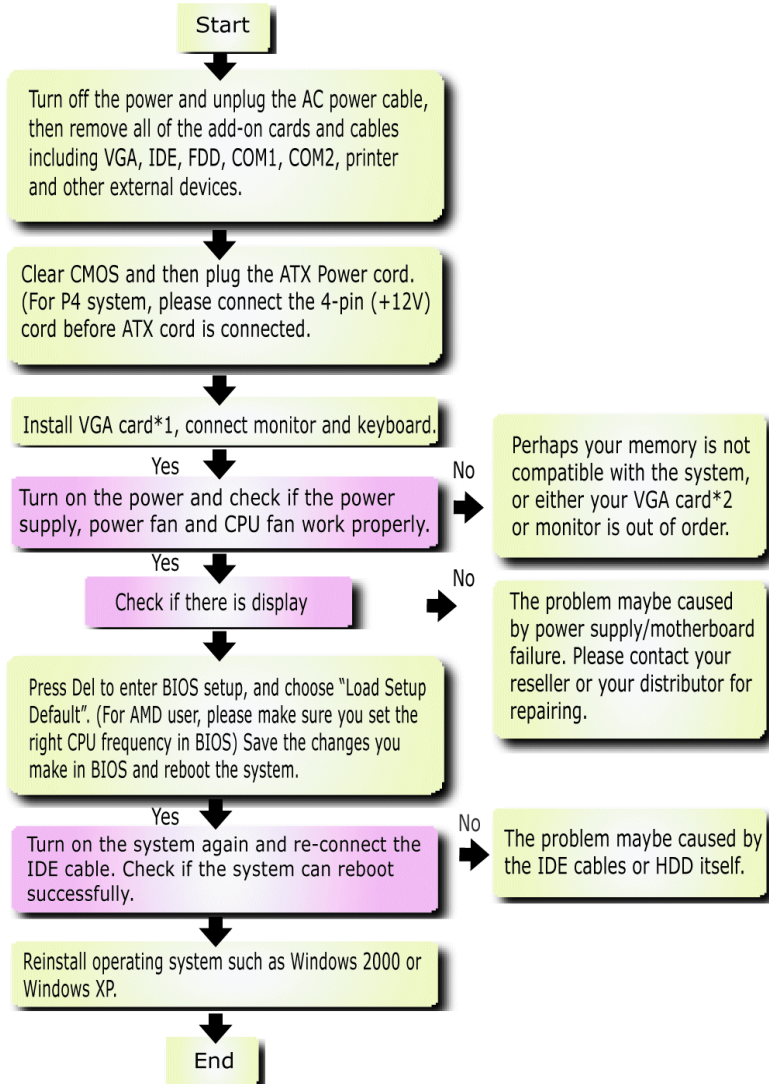 Start
Turn off the power and unplug the AC power cable,
then remove all of the add-on cards and cables
including VGA, IDE, FDD, COM1, COM2, printer
and other external devices.
Clear CMOS and then plug the ATX Power cord.
(For P4 system, please connect the 4-pin (+12V)
cord before ATX cord is connected.
Install VGA card*1, connect monitor and keyboard.
Yes
No
Turn on the power and check if the power
supply, power fan and CPU fan work properly.
Perhaps your memory is not
compatible with the system,
or either your VGA card*2
or monitor is out of order.
Yes
No
Check if there is display
The problem maybe caused
by power supply/motherboard
failure. Please contact your
reseller or your distributor for
repairing.
Press Del to enter BIOS setup, and choose “Load Setup
Default”. (For AMD user, please make sure you set the
right CPU frequency in BIOS) Save the changes you
make in BIOS and reboot the system.
Yes
No
Turn on the system again and re-connect the
IDE cable. Check if the system can reboot
successfully.
The problem maybe caused by
the IDE cables or HDD itself.
Reinstall operating system such as Windows 2000 or
Windows XP.
End